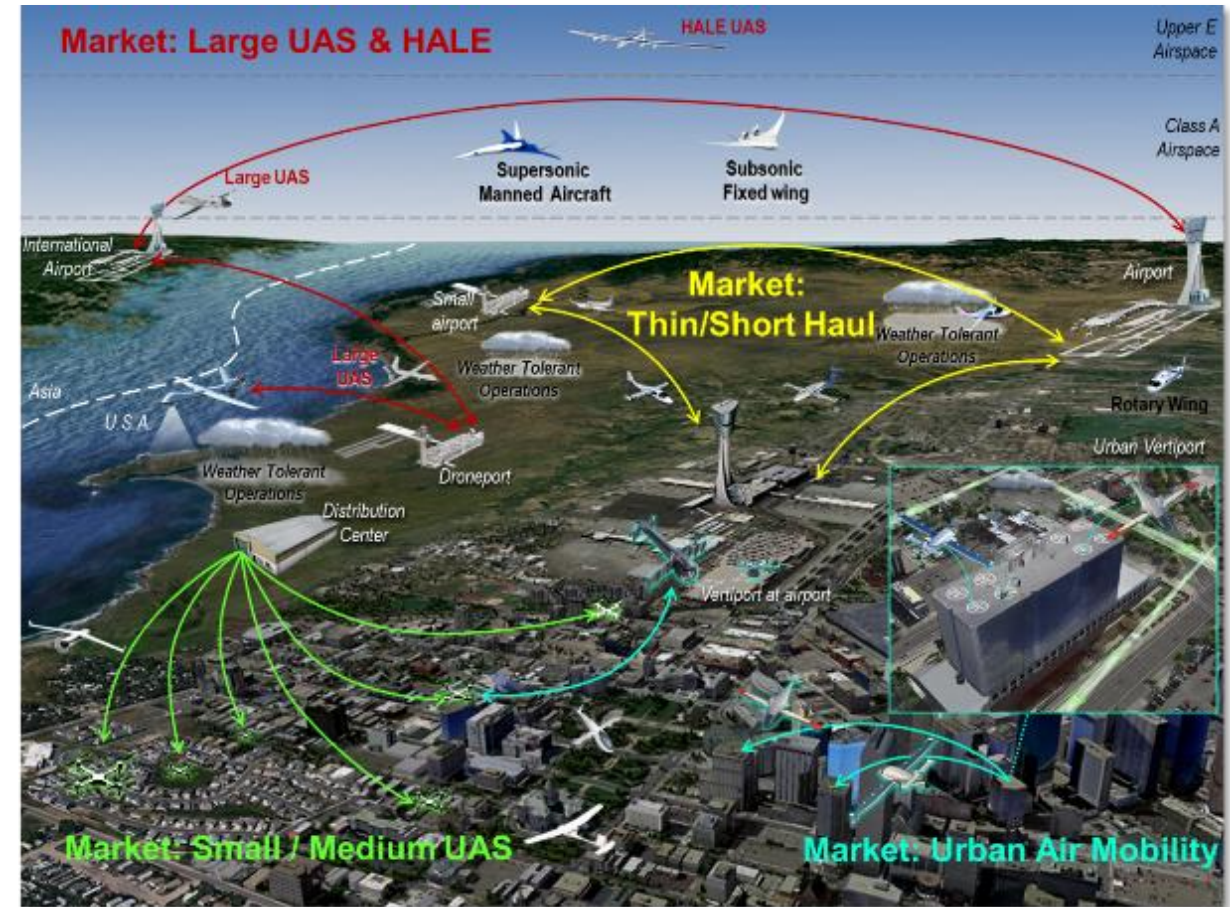 Market: Large UAS & HALE
HALE UAS
Upper E
Airspace
Class A
Airspace
Large UAS
Supersonic
Manned Aircraft
Subsonic
Fixed wing
International
Airport
Small
airport
Market:
Thin/Short Haul
Airport
Weather Tolerant
Operations
Weather Tolerant
Operations
Large
UAS
Asia
U.S.A.
Rotary Wing
Urban Vertiport
Weather Tolerant
Operations
Droneport
Distribution
Center
Vertiport at airport
Market: Small / Medium UAS
Market: Urban Air Mobility